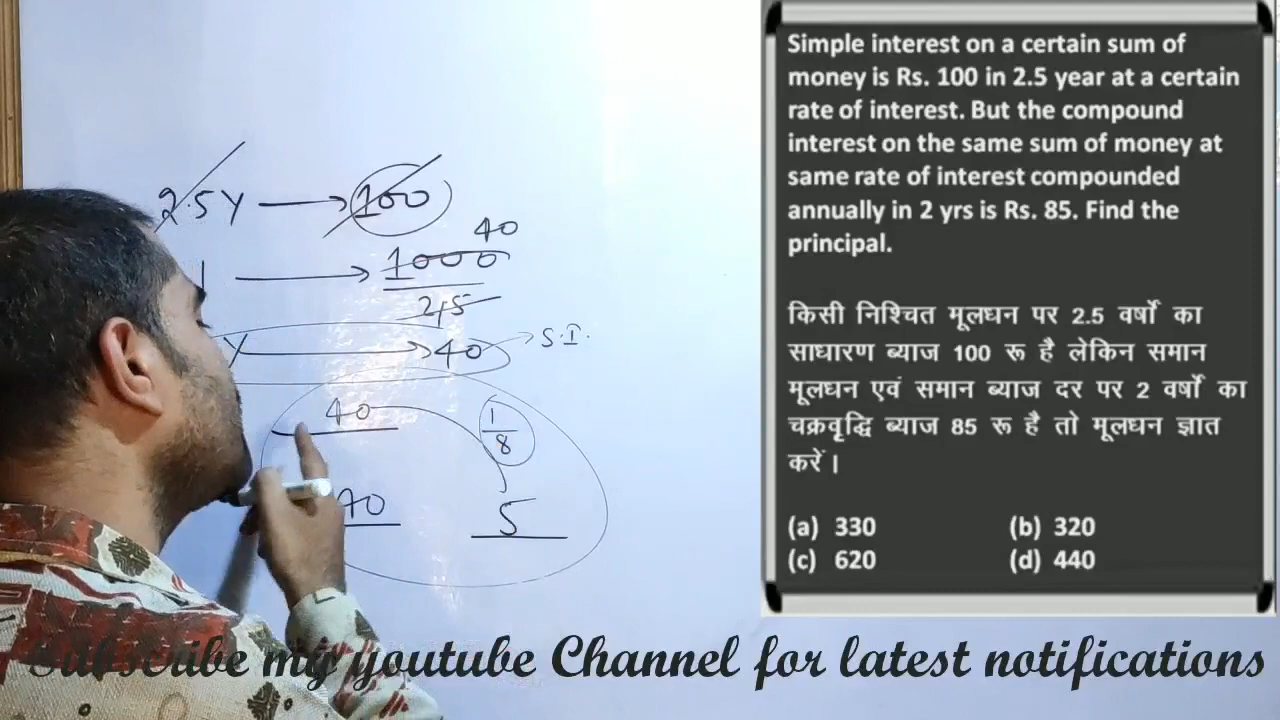 2.5Y → 100
40
1 → 1000
2.5
Y → 40 → S.I.
40
1
8
40
5
Simple interest on a certain sum of
money is Rs. 100 in 2.5 year at a certain
rate of interest. But the compound
interest on the same sum of money at
same rate of interest compounded
annually in 2 yrs is Rs. 85. Find the
principal.
किसी निश्चित मूलधन पर 2.5 वर्षो का
साधारण ब्याज 100 रू है लेकिन समान
मूलधन एवं समान ब्याज दर पर 2 वर्षो का
चक्रवृद्धि ब्याज 85 रू है तो मूलधन ज्ञात
करें ।
(a) 330 (b) 320
(c) 620 (d) 440
Subscribe my youtube Channel for latest notifications